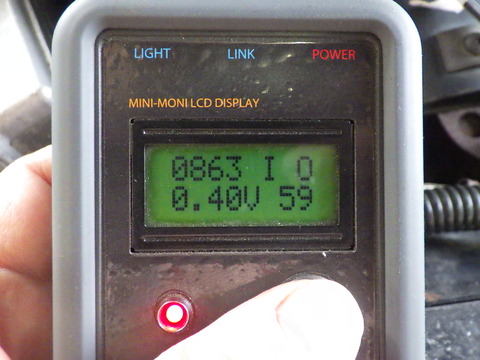 LIGHT LINK POWER
MINI-MONI LCD DISPLAY
0863 I 0
0.40V 59